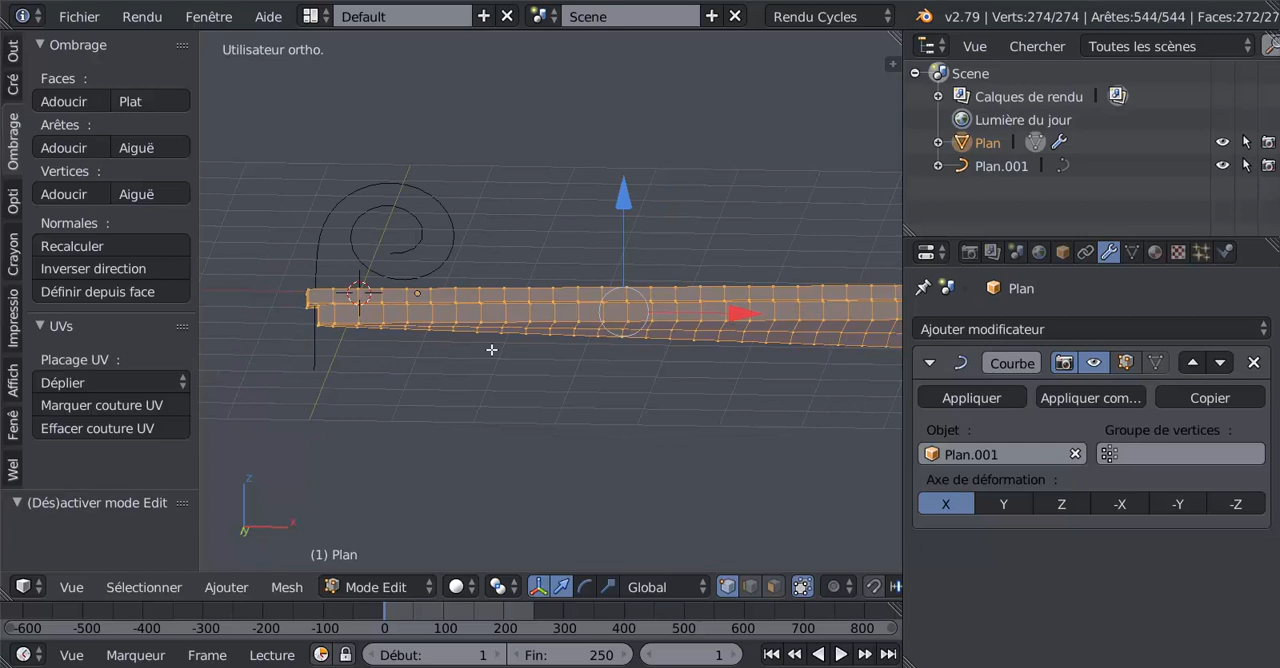 Fichier Rendu Fenêtre Aide Default Scene Rendu Cycles v2.79 | Verts:274/274 | Arêtes:544/544 | Faces:272/27
Out
Cré
Ombrage
Opti
Crayon
Impressio
Affich
Fenê
Wel
Ombrage
Faces :
Adoucir Plat
Arêtes :
Adoucir Aiguë
Vertices :
Adoucir Aiguë
Normales :
Recalculer
Inverser direction
Définir depuis face
UVs
Placage UV :
Déplier
Marquer couture UV
Effacer couture UV
(Dés)activer mode Edit
Utilisateur ortho.
z
x
y
(1) Plan
Vue Sélectionner Ajouter Mesh Mode Edit Global
-600 -500 -400 -300 -200 -100 0 100 200 300 400 500 600 700 800
Vue Marqueur Frame Lecture Début: 1 Fin: 250 1
Vue Chercher Toutes les scènes
Scene
Calques de rendu
Lumière du jour
Plan
Plan.001
Plan
Ajouter modificateur
Courbe
Appliquer Appliquer com... Copier
Objet : Groupe de vertices :
Plan.001
Axe de déformation :
X Y Z -X -Y -Z